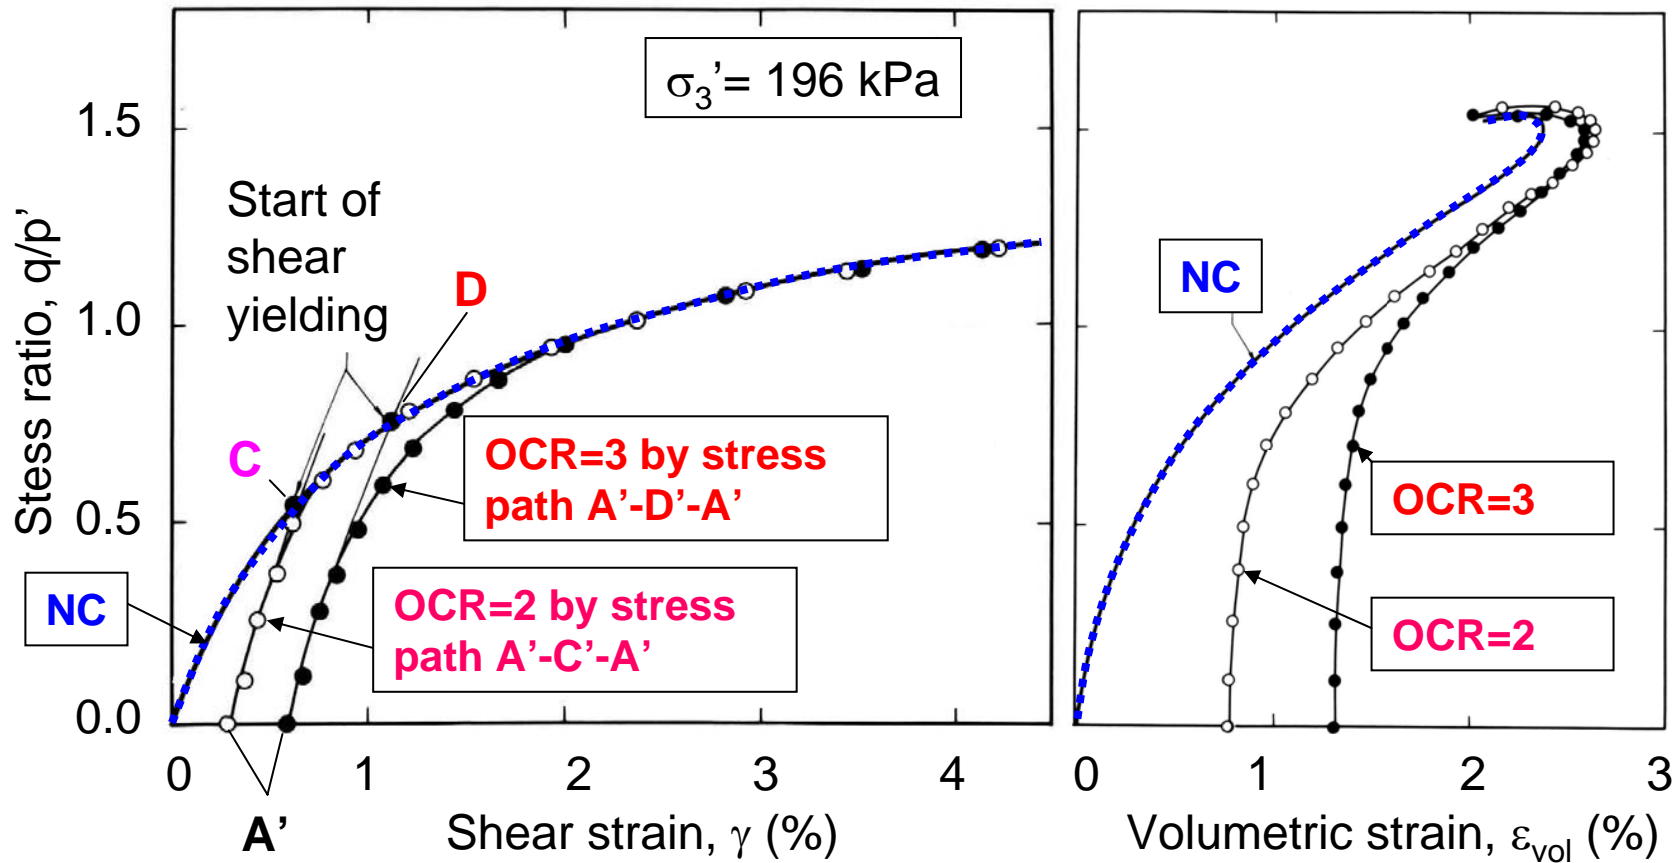 σ3’= 196 kPa
Stess ratio, q/p’
1.5
1.0
0.5
0.0
Start of
shear
yielding
D
C
NC
OCR=3 by stress
path A’-D’-A’
OCR=2 by stress
path A’-C’-A’
0
1
2
3
4
A’
Shear strain, γ (%)
NC
OCR=3
OCR=2
0
1
2
3
Volumetric strain, εvol (%)